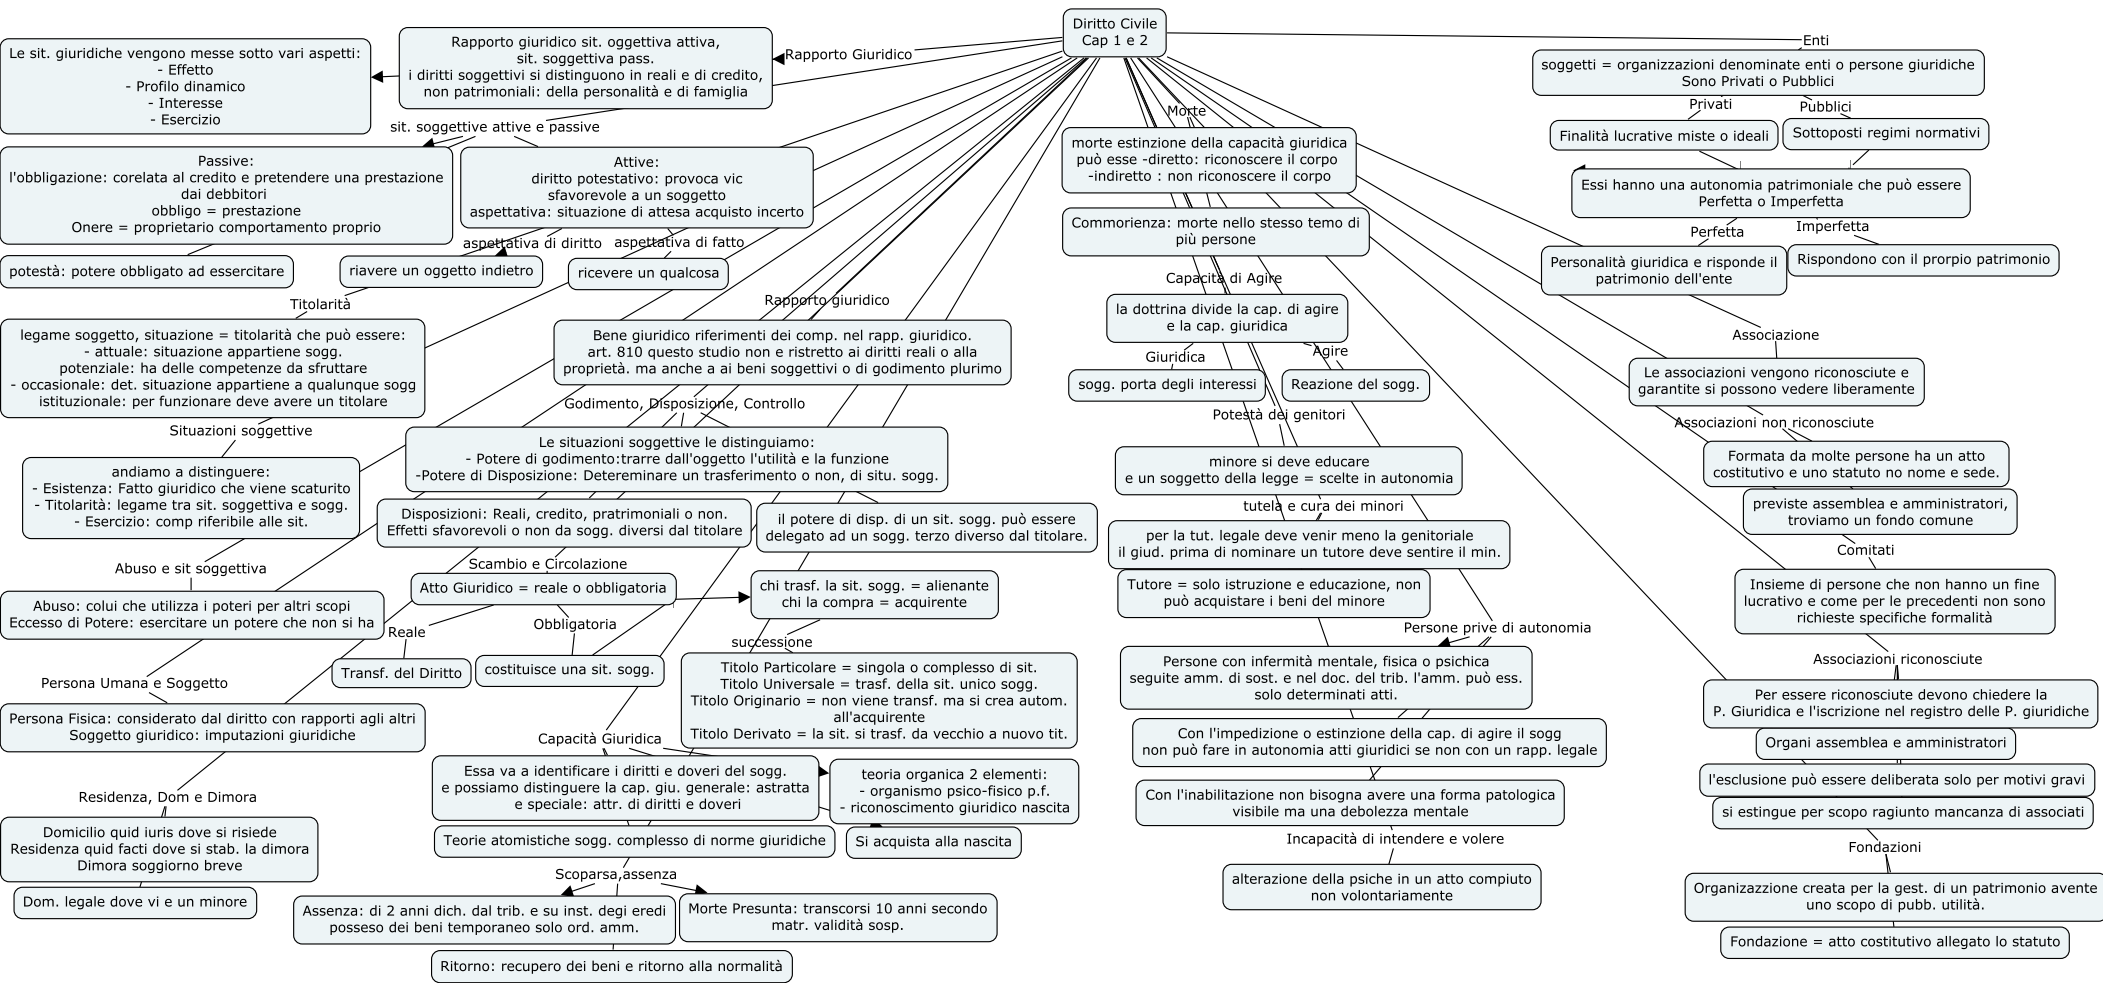 Diritto Civile
Cap 1 e 2
Rapporto Giuridico
Rapporto giuridico sit. oggettiva attiva,
sit. soggettiva pass.
i diritti soggettivi si distinguono in reali e di credito,
non patrimoniali: della personalità e di famiglia
Le sit. giuridiche vengono messe sotto vari aspetti:
- Effetto
- Profilo dinamico
- Interesse
- Esercizio
sit. soggettive attive e passive
Passive:
l'obbligazione: corelata al credito e pretendere una prestazione
dai debbitori
obbligo = prestazione
Onere = proprietario comportamento proprio
potestà: potere obbligato ad essercitare
Attive:
diritto potestativo: provoca vic
sfavorevole a un soggetto
aspettativa: situazione di attesa acquisto incerto
aspettativa di diritto
aspettativa di fatto
riavere un oggetto indietro
ricevere un qualcosa
Titolarità
legame soggetto, situazione = titolarità che può essere:
- attuale: situazione appartiene sogg.
potenziale: ha delle competenze da sfruttare
- occasionale: det. situazione appartiene a qualunque sogg
istituzionale: per funzionare deve avere un titolare
Situazioni soggettive
andiamo a distinguere:
- Esistenza: Fatto giuridico che viene scaturito
- Titolarità: legame tra sit. soggettiva e sogg.
- Esercizio: comp riferibile alle sit.
Abuso e sit soggettiva
Abuso: colui che utilizza i poteri per altri scopi
Eccesso di Potere: esercitare un potere che non si ha
Persona Umana e Soggetto
Persona Fisica: considerato dal diritto con rapporti agli altri
Soggetto giuridico: imputazioni giuridiche
Residenza, Dom e Dimora
Domicilio quid iuris dove si risiede
Residenza quid facti dove si stab. la dimora
Dimora soggiorno breve
Dom. legale dove vi e un minore
Rapporto giuridico
Bene giuridico riferimenti dei comp. nel rapp. giuridico.
art. 810 questo studio non e ristretto ai diritti reali o alla
proprietà. ma anche a ai beni soggettivi o di godimento plurimo
Godimento, Disposizione, Controllo
Le situazioni soggettive le distinguiamo:
- Potere di godimento:trarre dall'oggetto l'utilità e la funzione
-Potere di Disposizione: Determinare un trasferimento o non, di situ. sogg.
Disposizioni: Reali, credito, pratrimoniali o non.
Effetti sfavorevoli o non da sogg. diversi dal titolare
il potere di disp. di un sit. sogg. può essere
delegato ad un sogg. terzo diverso dal titolare.
Scambio e Circolazione
Atto Giuridico = reale o obbligatoria
chi trasf. la sit. sogg. = alienante
chi la compra = acquirente
Reale
Obbligatoria
Transf. del Diritto
costituisce una sit. sogg.
successione
Titolo Particolare = singola o complesso di sit.
Titolo Universale = trasf. della sit. unico sogg.
Titolo Originario = non viene transf. ma si crea autom.
all'acquirente
Titolo Derivato = la sit. si trasf. da vecchio a nuovo tit.
Capacità Giuridica
Essa va a identificare i diritti e doveri del sogg.
e possiamo distinguere la cap. giu. generale: astratta
e speciale: attr. di diritti e doveri
teoria organica 2 elementi:
- organismo psico-fisico p.f.
- riconoscimento giuridico nascita
Teorie atomistiche sogg. complesso di norme giuridiche
Si acquista alla nascita
Scoparsa,assenza
Assenza: di 2 anni dich. dal trib. e su inst. degi eredi
posseso dei beni temporaneo solo ord. amm.
Morte Presunta: transcorsi 10 anni secondo
matr. validità sosp.
Ritorno: recupero dei beni e ritorno alla normalità
Morte
morte estinzione della capacità giuridica
può esse -diretto: riconoscere il corpo
-indiretto : non riconoscere il corpo
Commorienza: morte nello stesso temo di
più persone
Capacità di Agire
la dottrina divide la cap. di agire
e la cap. giuridica
Giuridica
Agire
sogg. porta degli interessi
Reazione del sogg.
Potestà dei genitori
minore si deve educare
e un soggetto della legge = scelte in autonomia
tutela e cura dei minori
per la tut. legale deve venir meno la genitoriale
il giud. prima di nominare un tutore deve sentire il min.
Tutore = solo istruzione e educazione, non
può acquistare i beni del minore
Persone prive di autonomia
Persone con infermità mentale, fisica o psichica
seguite amm. di sost. e nel doc. del trib. l'amm. può ess.
solo determinati atti.
Con l'impedizione o estinzione della cap. di agire il sogg
non può fare in autonomia atti giuridici se non con un rapp. legale
Con l'inabilitazione non bisogna avere una forma patologica
visibile ma una debolezza mentale
Incapacità di intendere e volere
alterazione della psiche in un atto compiuto
non volontariamente
Enti
soggetti = organizzazioni denominate enti o persone giuridiche
Sono Privati o Pubblici
Privati
Pubblici
Finalità lucrative miste o ideali
Sottoposti regimi normativi
Essi hanno una autonomia patrimoniale che può essere
Perfetta o Imperfetta
Perfetta
Imperfetta
Personalità giuridica e risponde il
patrimonio dell'ente
Rispondono con il prorpio patrimonio
Associazione
Le associazioni vengono riconosciute e
garantite si possono vedere liberamente
Associazioni non riconosciute
Formata da molte persone ha un atto
costitutivo e uno statuto no nome e sede.
previste assemblea e amministratori,
troviamo un fondo comune
Comitati
Insieme di persone che non hanno un fine
lucrativo e come per le precedenti non sono
richieste specifiche formalità
Associazioni riconosciute
Per essere riconosciute devono chiedere la
P. Giuridica e l'iscrizione nel registro delle P. giuridiche
Organi assemblea e amministratori
l'esclusione può essere deliberata solo per motivi gravi
si estingue per scopo ragiunto mancanza di associati
Fondazioni
Organizazzione creata per la gest. di un patrimonio avente
uno scopo di pubb. utilità.
Fondazione = atto costitutivo allegato lo statuto